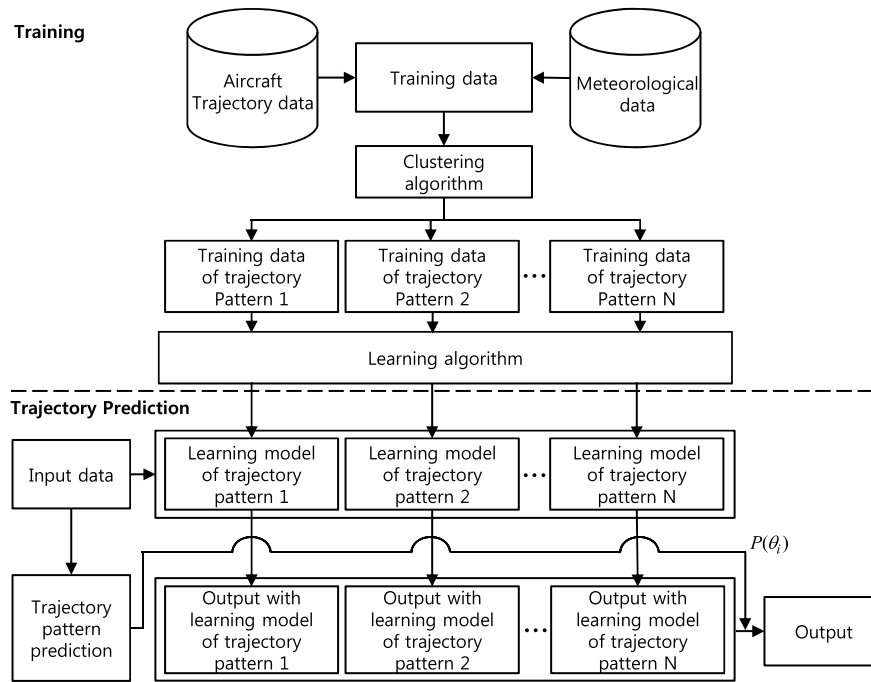 Training
Aircraft
Trajectory data
Training data
Meteorological
data
Clustering
algorithm
Training data
of trajectory
Pattern 1
Training data
of trajectory
Pattern 2
...
Training data
of trajectory
Pattern N
Learning algorithm
Trajectory Prediction
Input data
Learning model
of trajectory
pattern 1
Learning model
of trajectory
pattern 2
...
Learning model
of trajectory
pattern N
P(θi)
Trajectory
pattern
prediction
Output with
learning model
of trajectory
pattern 1
Output with
learning model
of trajectory
pattern 2
...
Output with
learning model
of trajectory
pattern N
Output